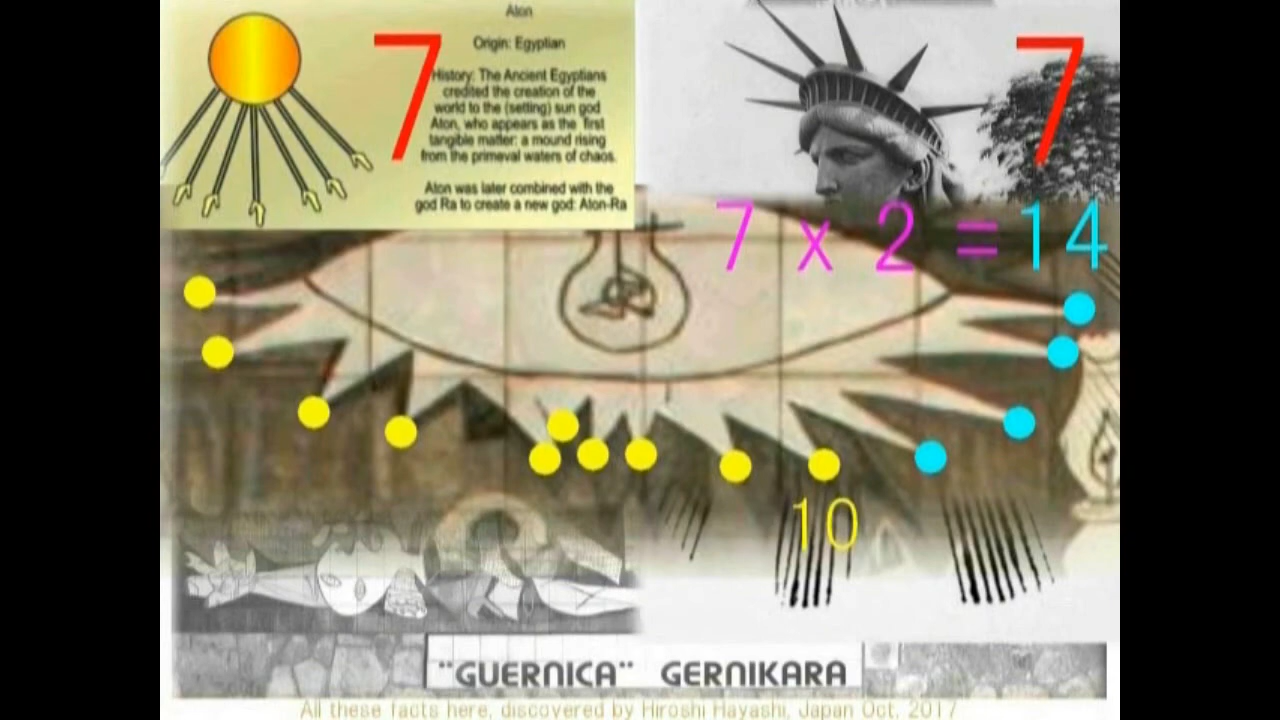 Aton
Origin: Egyptian
7
History: The Ancient Egyptians
credited the creation of the
world to the (setting) sun god
Aton, who appears as the first
tangible matter: a mound rising
from the primeval waters of chaos.
Aton was later combined with the
god Ra to create a new god: Aton-Ra
7
7 x 2 = 14
10
"GUERNICA" GERNIKARA
All these facts here, discovered by Hiroshi Hayashi, Japan Oct. 2017